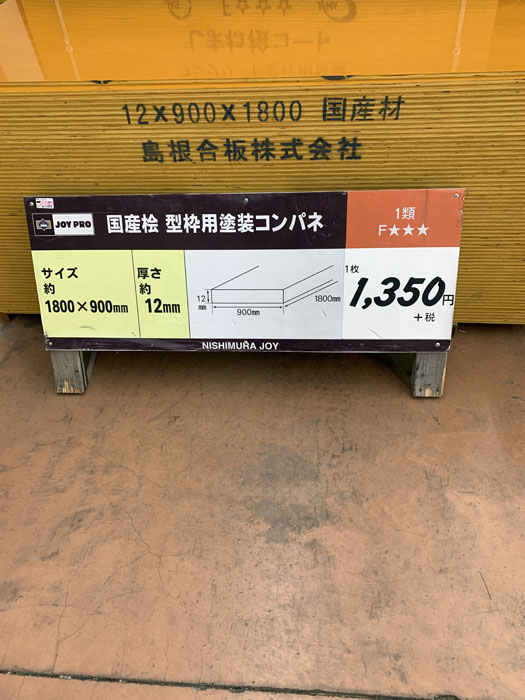 F★★★
12×900×1800 国産材
島根合板株式会社
JOY PRO
国産桧 型枠用塗装コンパネ
1類
F★★★
サイズ
約
1800×900mm
厚さ
約
12mm
12
mm
900mm
1800mm
1枚
1,350円
+税
NISHIMURA JOY